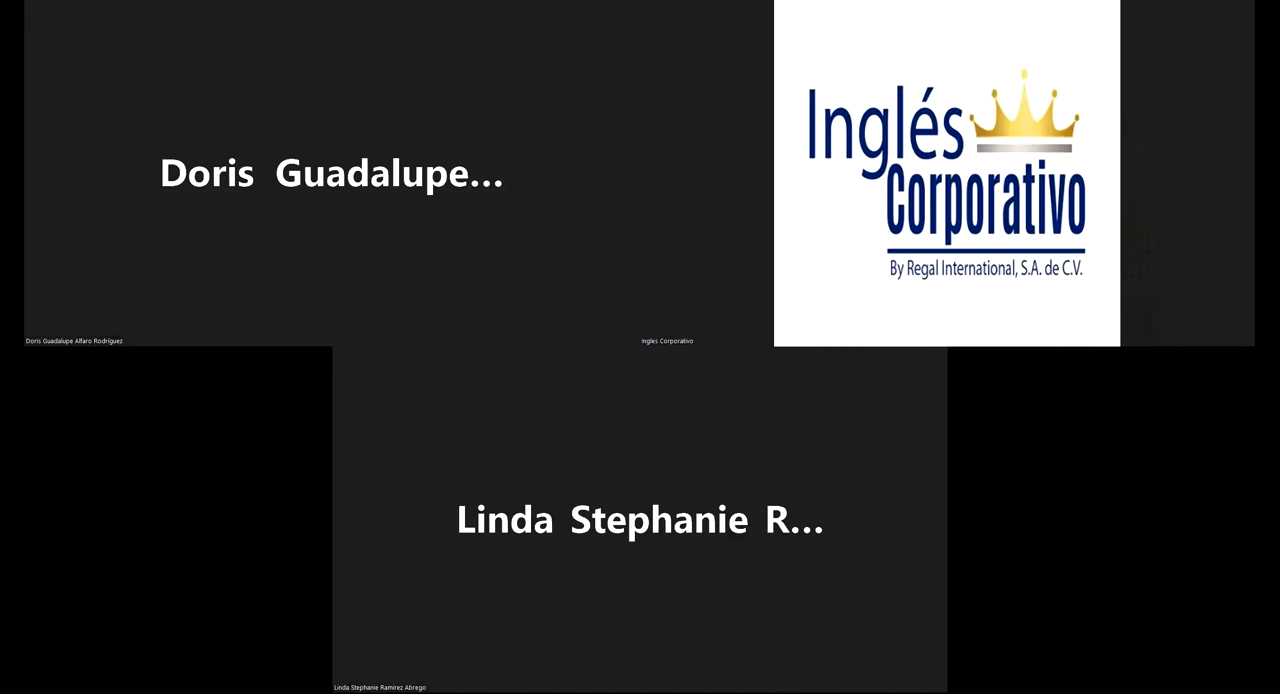 Doris Guadalupe...
Doris Guadalupe Alfaro Rodríguez
Inglés
Corporativo
By Regal International, S.A. de C.V.
Ingles Corporativo
Linda Stephanie R...
Linda Stephanie Ramirez Abrego